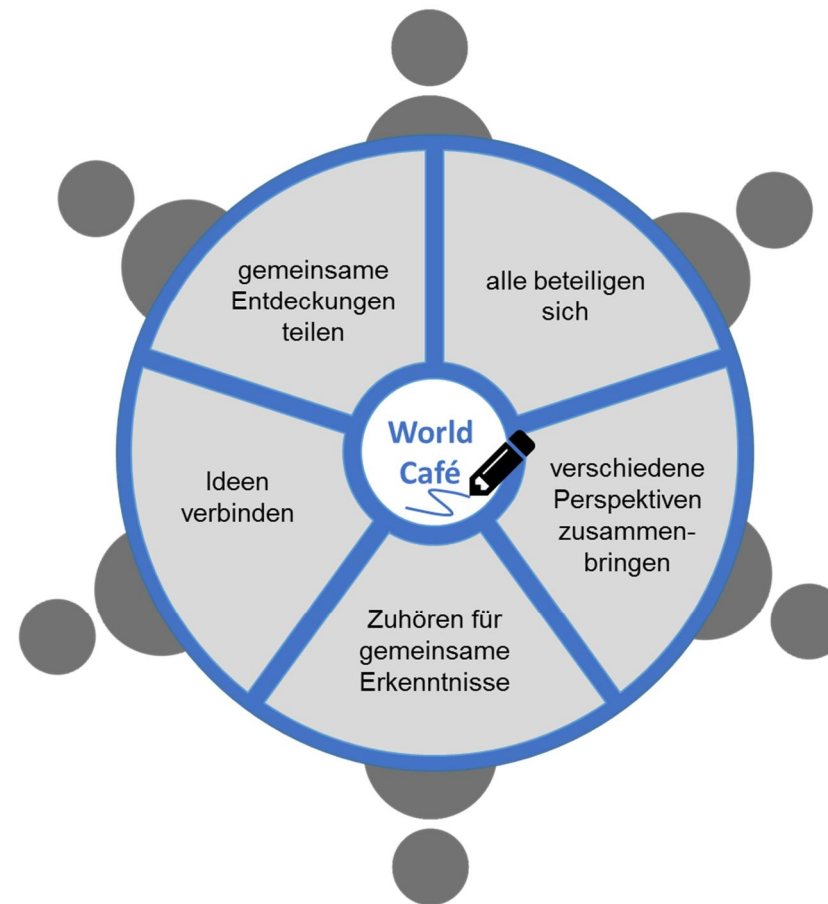 gemeinsame
Entdeckungen
teilen
alle beteiligen
sich
World
Café
Ideen
verbinden
verschiedene
Perspektiven
zusammen-
bringen
Zuhören für
gemeinsame
Erkenntnisse